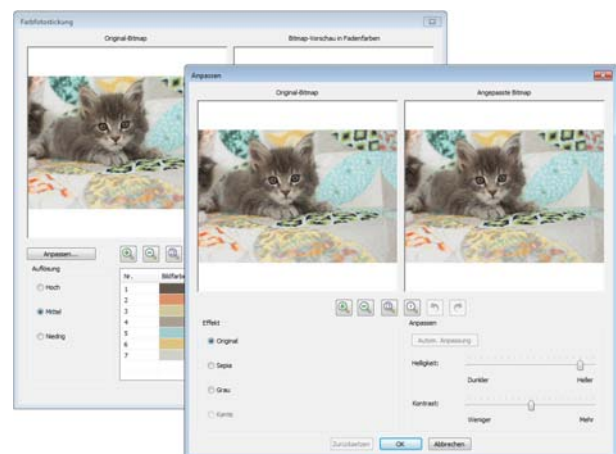 Farbfotostickung
Original-Bitmap
Bitmap-Vorschau in Fadenfarben
Anpassen...
Auflösung
Hoch
Mittel
Niedrig
Nr.
Bildfarbe
1
2
3
4
5
6
7
Anpassen
Original-Bitmap
Angepasste Bitmap
Effekt
Original
Sepia
Grau
Anpassen
Autom. Anpassung
Helligkeit:
Dunkler
Heller
Kontrast:
Weniger
Mehr
Zurücksetzen
OK
Abbrechen